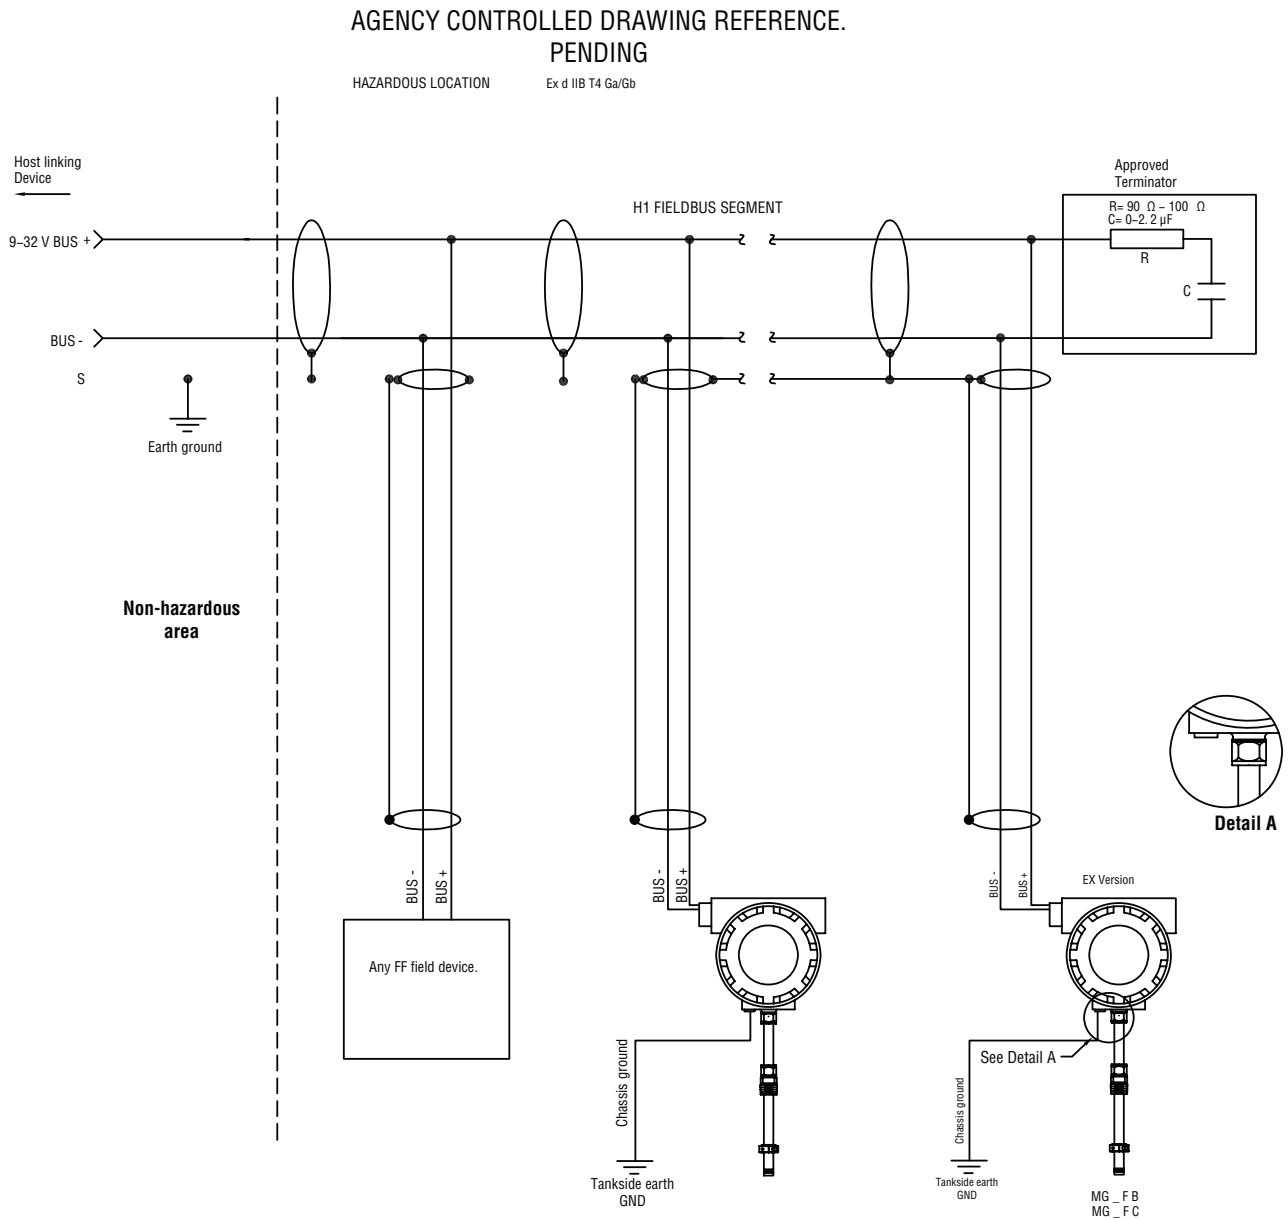 AGENCY CONTROLLED DRAWING REFERENCE.
PENDING
HAZARDOUS LOCATION Ex d IIB T4 Ga/Gb
Host linking
Device
Approved
Terminator
H1 FIELDBUS SEGMENT
R= 90 Ω – 100 Ω
C= 0–2. 2 µF
9–32 V BUS +
R
C
BUS -
S
Earth ground
Non-hazardous
area
Detail A
BUS -
BUS +
BUS -
BUS +
BUS -
BUS +
EX Version
Any FF field device.
See Detail A
Chassis ground
Chassis ground
Tankside earth
GND
Tankside earth
GND
MG _ F B
MG _ F C